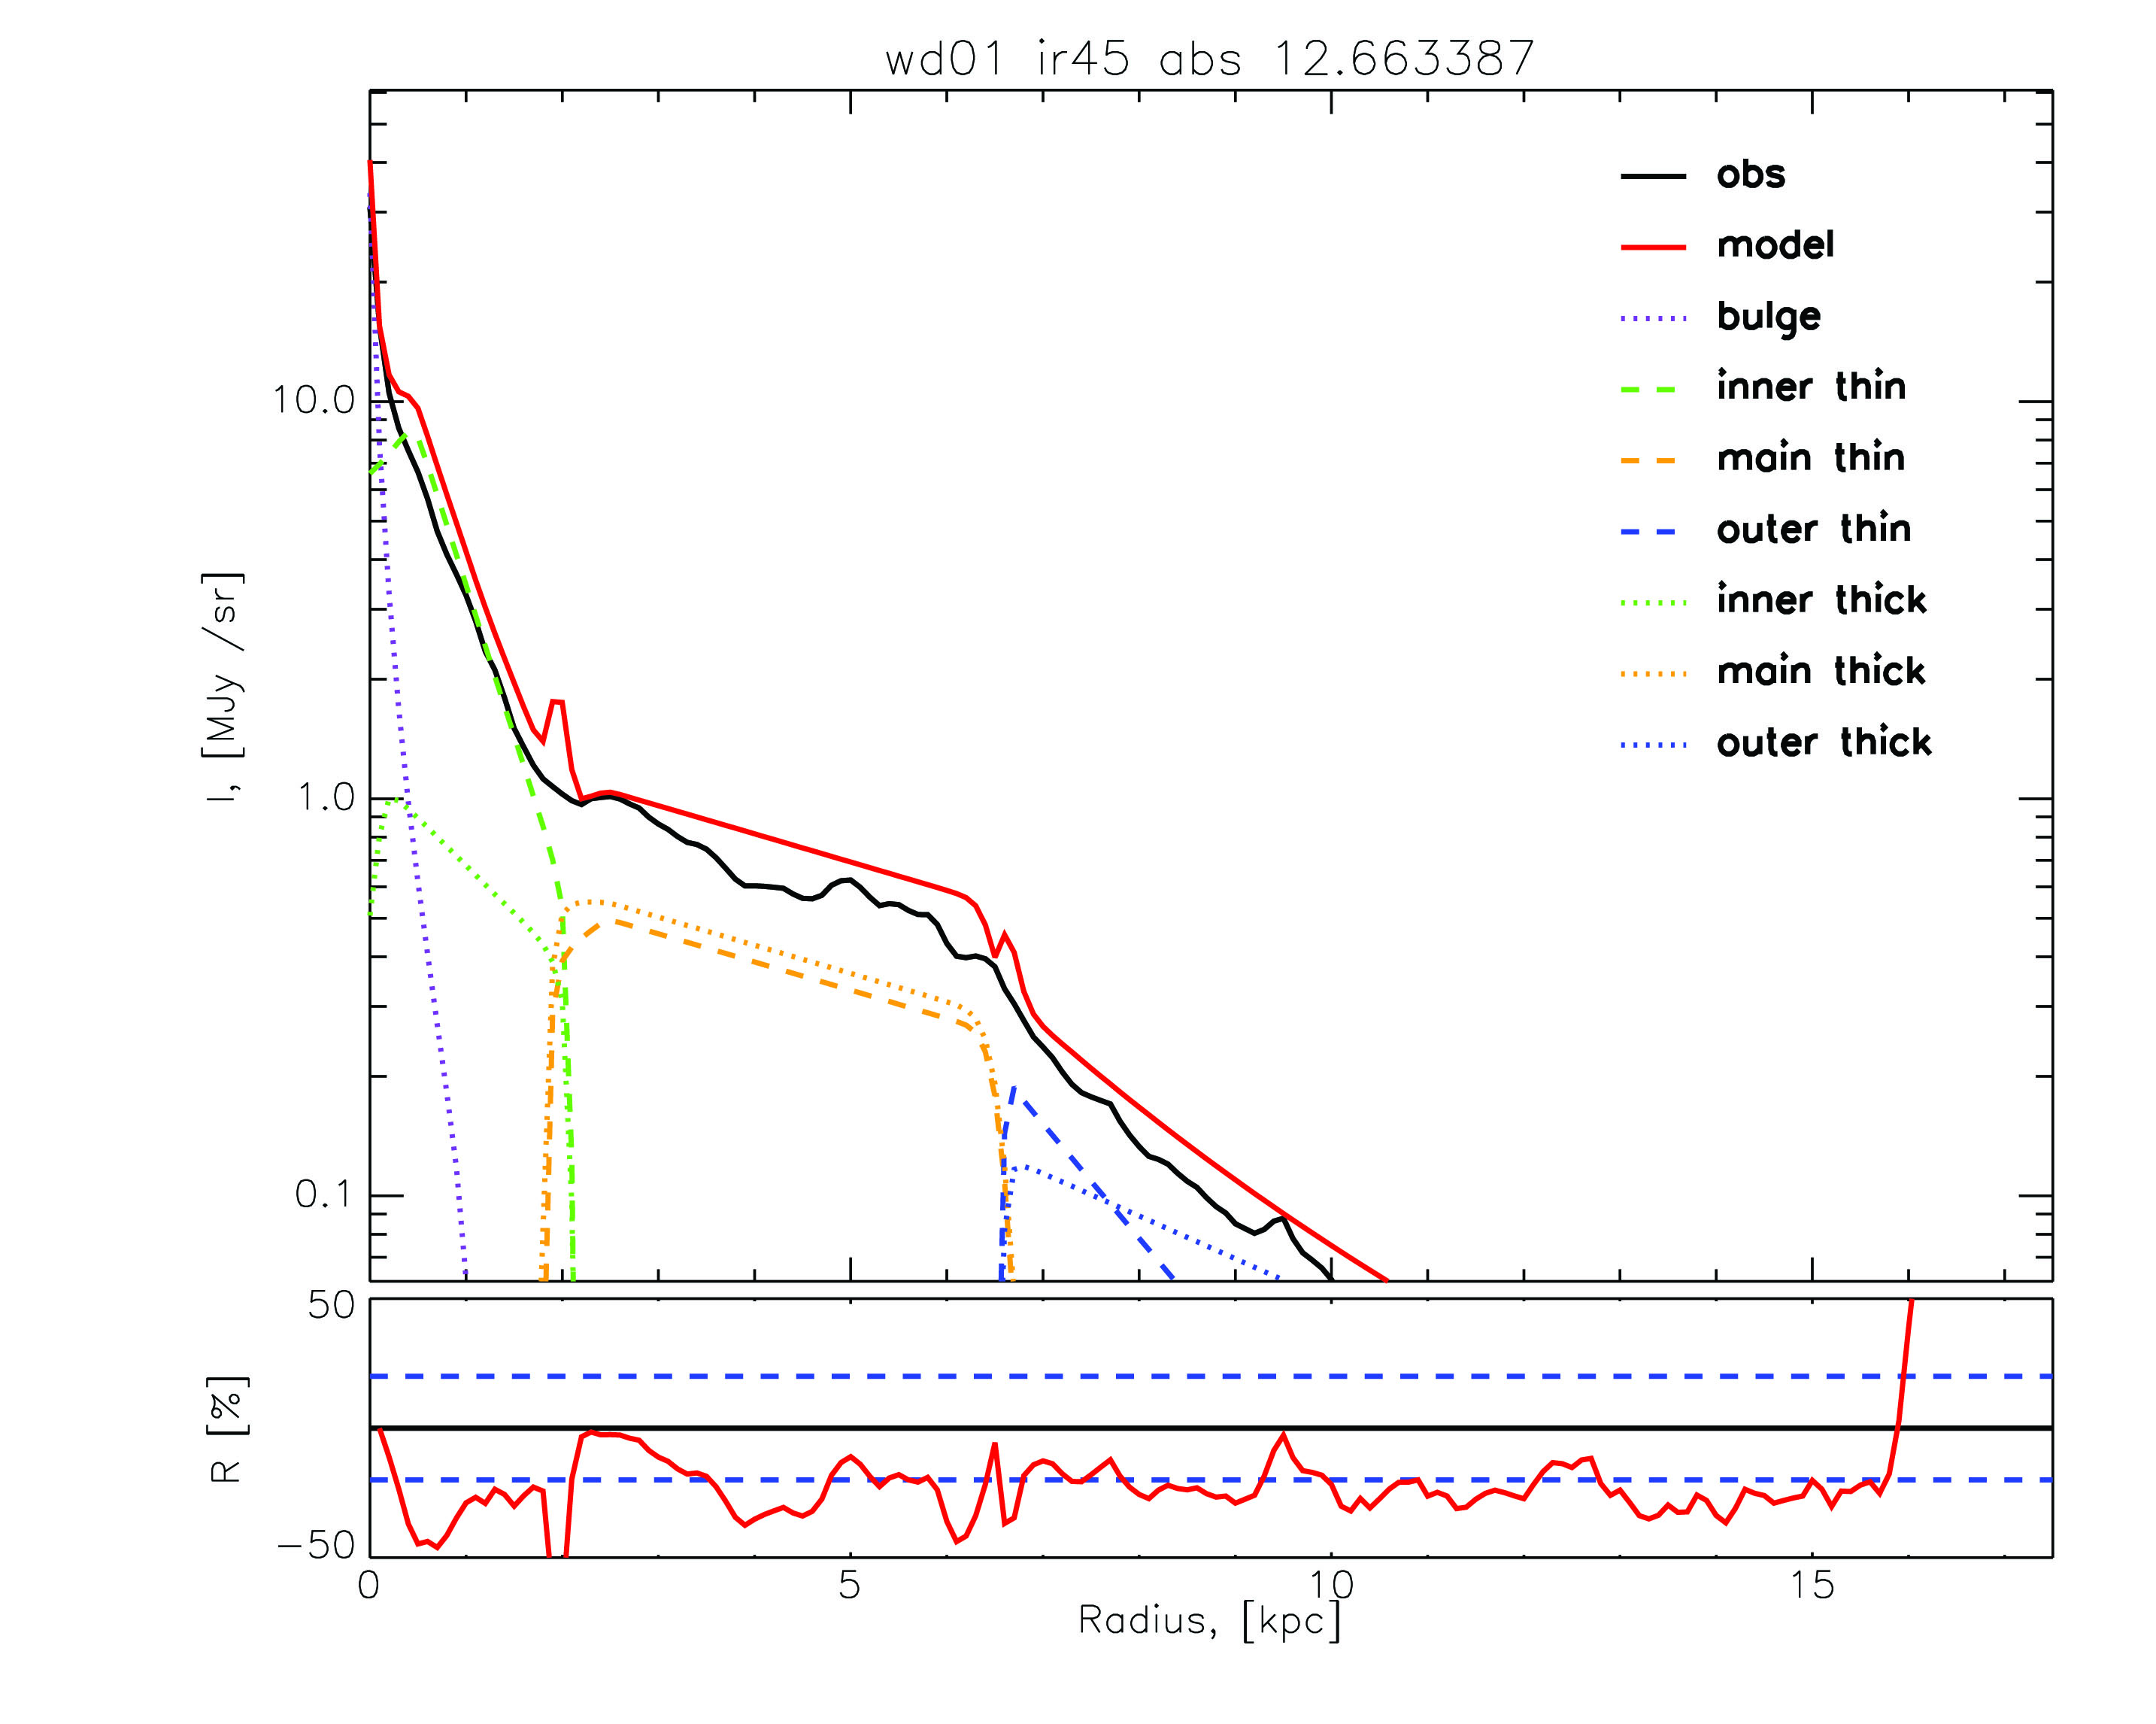 wd01 ir45 abs 12.663387
obs
model
bulge
inner thin
main thin
outer thin
inner thick
main thick
outer thick
I, [MJy /sr]
10.0
1.0
0.1
R [%]
50
-50
0 5 10 15
Radius, [kpc]